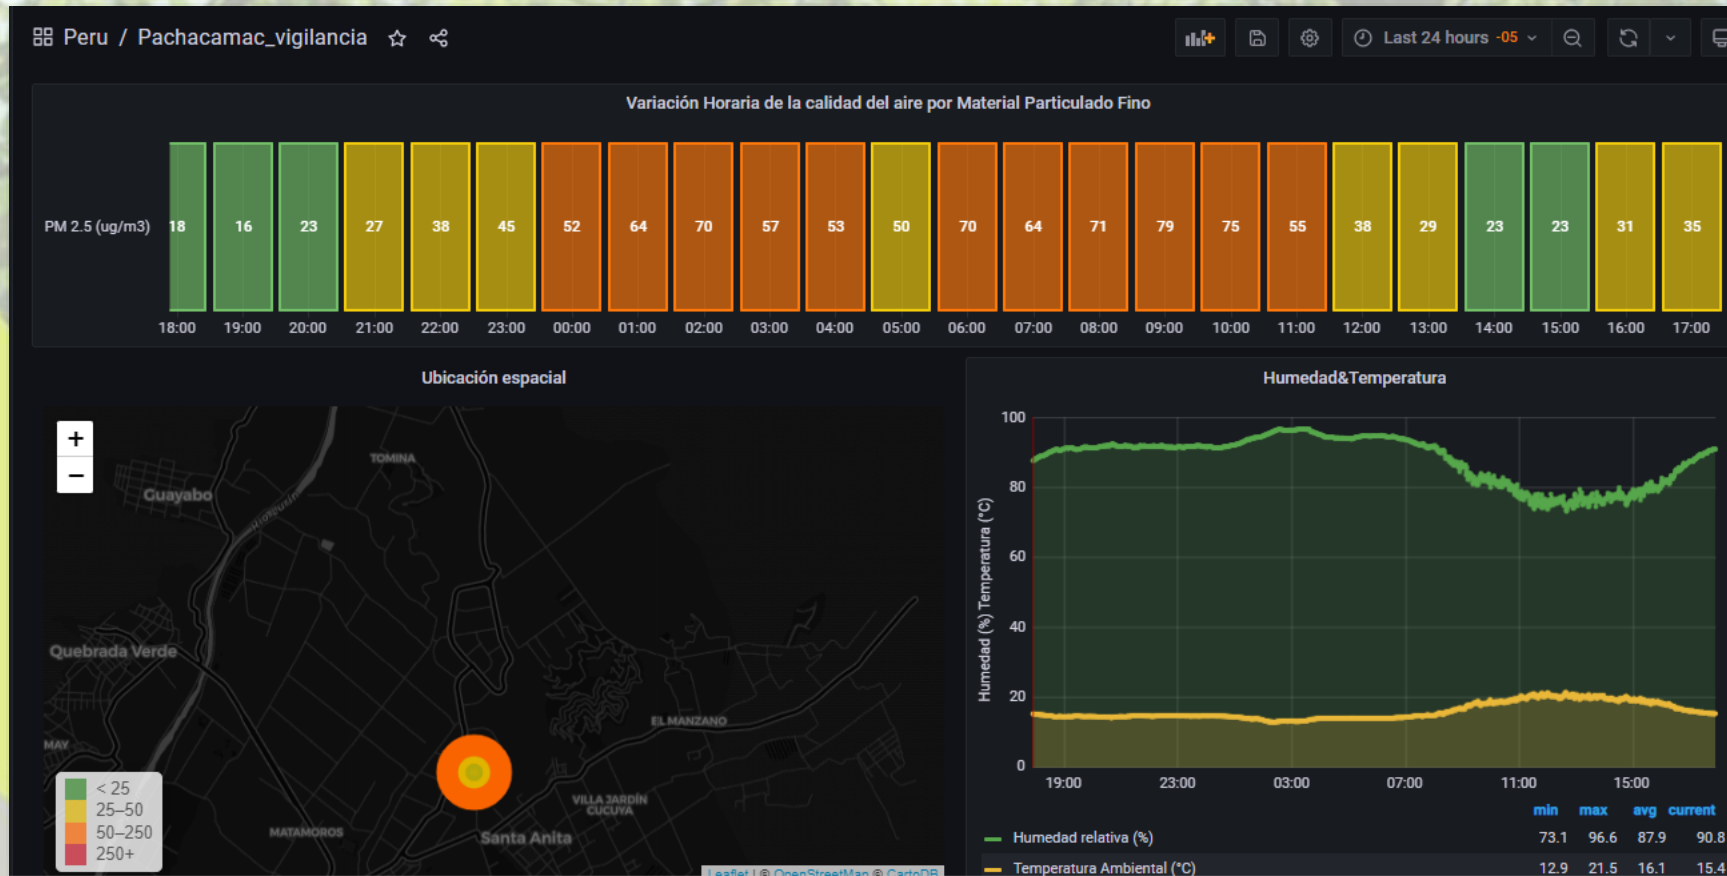 Peru / Pachacamac_vigilancia
Last 24 hours -05
Variación Horaria de la calidad del aire por Material Particulado Fino
PM 2.5 (ug/m3) 18 16 23 27 38 45 52 64 70 57 53 50 70 64 71 79 75 55 38 29 23 23 31 35
18:00 19:00 20:00 21:00 22:00 23:00 00:00 01:00 02:00 03:00 04:00 05:00 06:00 07:00 08:00 09:00 10:00 11:00 12:00 13:00 14:00 15:00 16:00 17:00
Ubicación espacial
+
−
TOMINA
Guayabo
Quebrada Verde
EL MANZANO
MAY
VILLA JARDÍN
CUCUYA
MATAMOROS
Santa Anita
< 25
25–50
50–250
250+
Leaflet | © OpenStreetMap © CartoDB
Humedad&Temperatura
Humedad (%) Temperatura (°C)
100
80
60
40
20
0
19:00 23:00 03:00 07:00 11:00 15:00
min max avg current
Humedad relativa (%) 73.1 96.6 87.9 90.8
Temperatura Ambiental (°C) 12.9 21.5 16.1 15.4